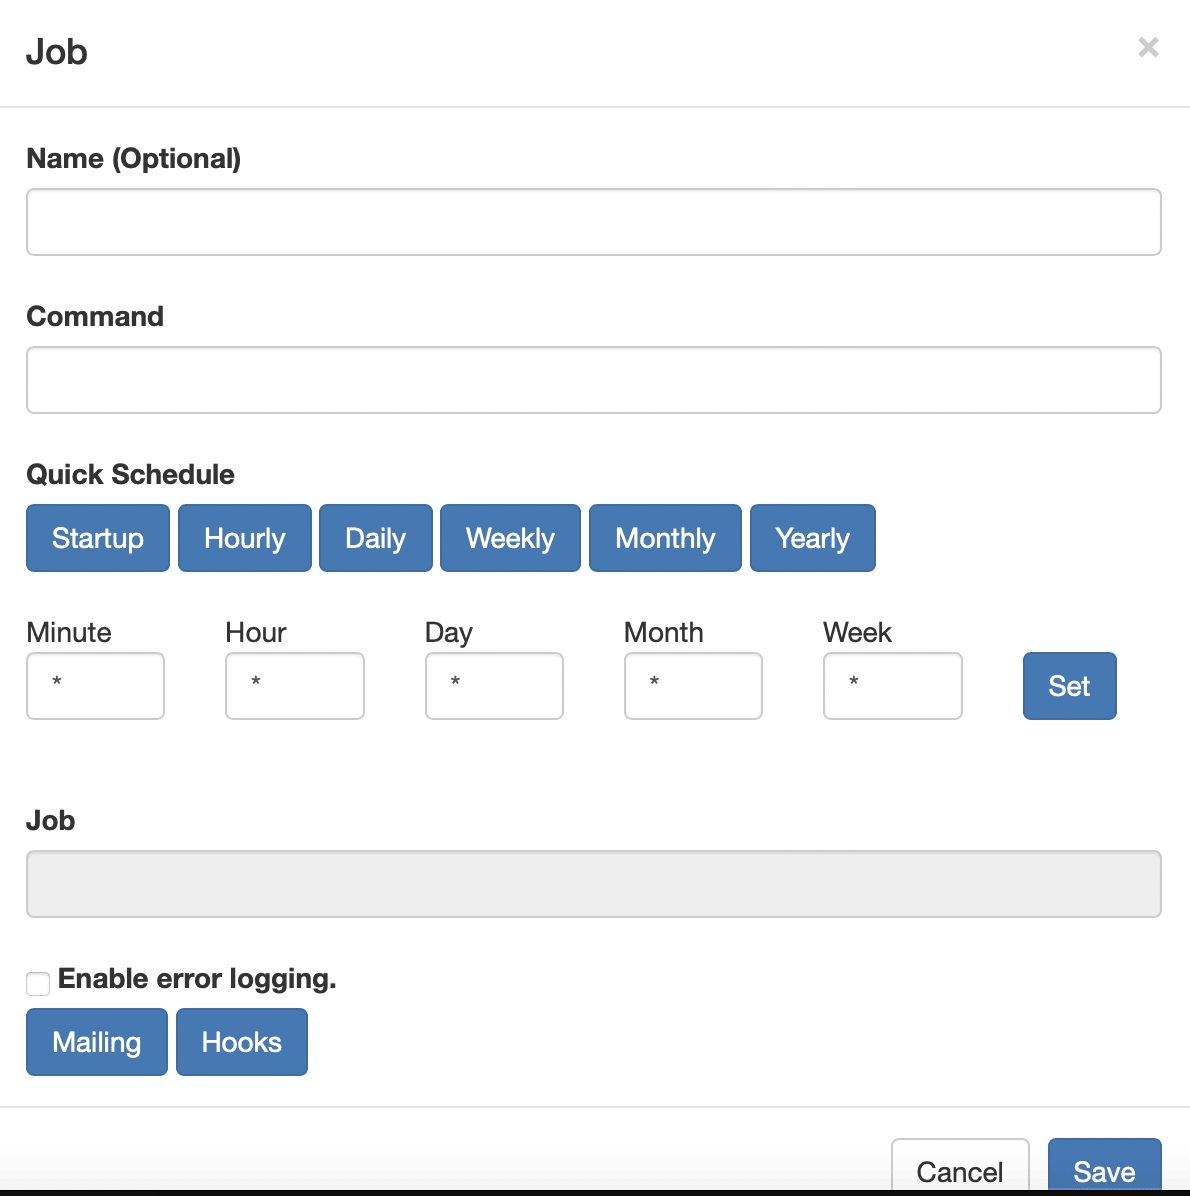 Job ×
Name (Optional)
Command
Quick Schedule
Startup Hourly Daily Weekly Monthly Yearly
Minute Hour Day Month Week
* * * * * Set
Job
Enable error logging.
Mailing Hooks
Cancel Save